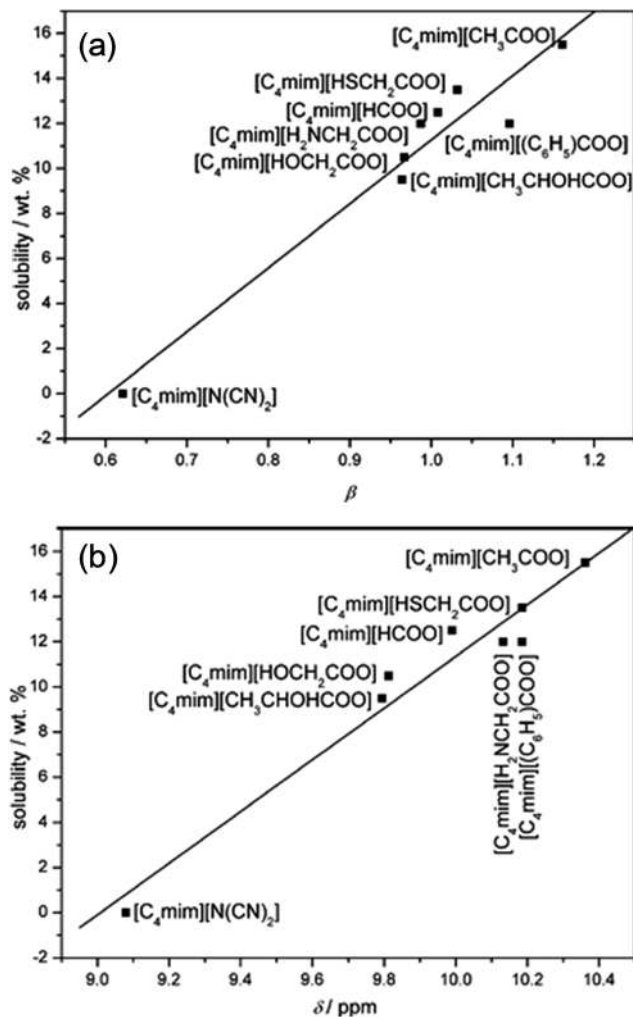 (a)
[C₄mim][CH₃COO]
[C₄mim][HSCH₂COO]
[C₄mim][HCOO]
[C₄mim][H₂NCH₂COO]
[C₄mim][(C₆H₅)COO]
[C₄mim][HOCH₂COO]
[C₄mim][CH₃CHOHCOO]
[C₄mim][N(CN)₂]
solubility / wt. %
16
14
12
10
8
6
4
2
0
-2
0.6 0.7 0.8 0.9 1.0 1.1 1.2
β
(b)
[C₄mim][CH₃COO]
[C₄mim][HSCH₂COO]
[C₄mim][HCOO]
[C₄mim][HOCH₂COO]
[C₄mim][CH₃CHOHCOO]
[C₄mim][H₂NCH₂COO]
[C₄mim][(C₆H₅)COO]
[C₄mim][N(CN)₂]
solubility / wt. %
16
14
12
10
8
6
4
2
0
-2
9.0 9.2 9.4 9.6 9.8 10.0 10.2 10.4
δ / ppm